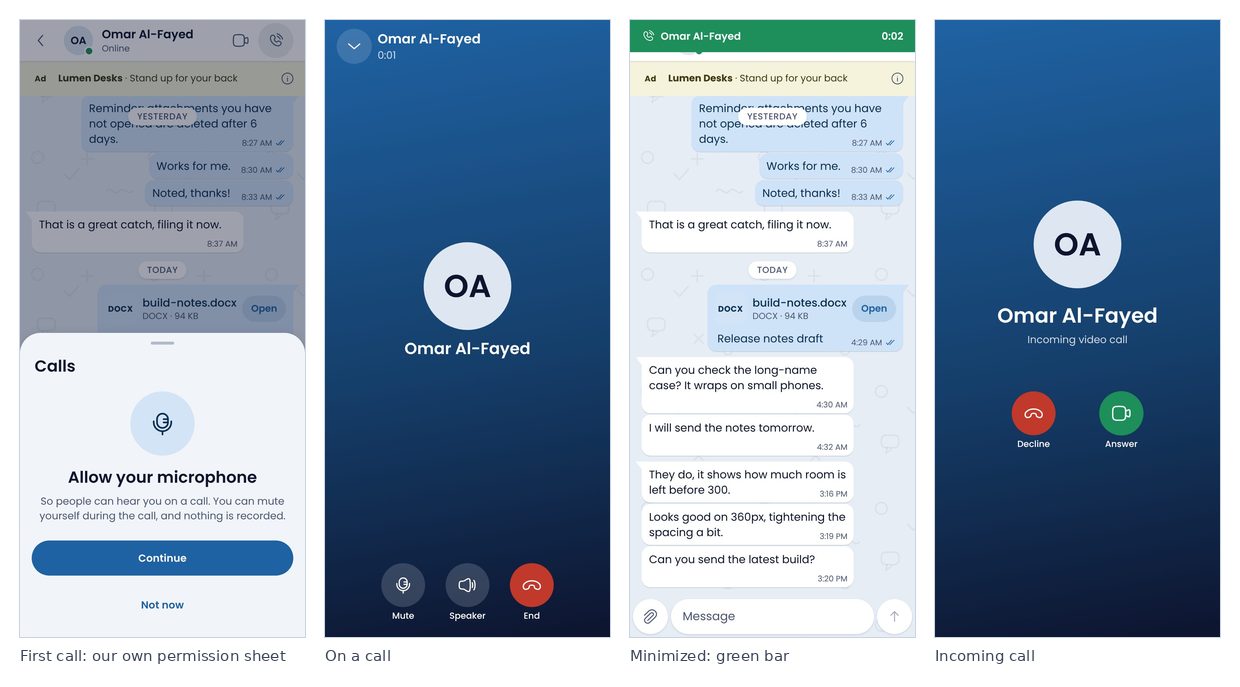 OA
Omar Al-Fayed
Online
Ad Lumen Desks · Stand up for your back
Reminder: attachments you have
not opened are deleted after 6
days.
8:27 AM
YESTERDAY
Works for me. 8:30 AM
Noted, thanks! 8:33 AM
That is a great catch, filing it now.
8:37 AM
TODAY
DOCX
build-notes.docx
DOCX · 94 KB
Open
Calls
Allow your microphone
So people can hear you on a call. You can mute
yourself during the call, and nothing is recorded.
Continue
Not now
First call: our own permission sheet
Omar Al-Fayed
0:01
OA
Omar Al-Fayed
Mute
Speaker
End
On a call
Omar Al-Fayed 0:02
Ad Lumen Desks · Stand up for your back
Reminder: attachments you have
not opened are deleted after 6
days.
8:27 AM
YESTERDAY
Works for me. 8:30 AM
Noted, thanks! 8:33 AM
That is a great catch, filing it now.
8:37 AM
TODAY
DOCX
build-notes.docx
DOCX · 94 KB
Open
Release notes draft 4:29 AM
Can you check the long-name
case? It wraps on small phones.
4:30 AM
I will send the notes tomorrow.
4:32 AM
They do, it shows how much room is
left before 300. 3:16 PM
Looks good on 360px, tightening the
spacing a bit. 3:19 PM
Can you send the latest build?
3:20 PM
Message
Minimized: green bar
OA
Omar Al-Fayed
Incoming video call
Decline
Answer
Incoming call